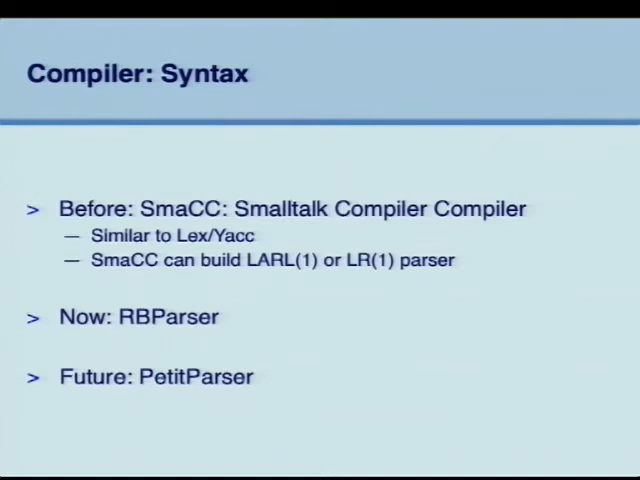 Compiler: Syntax
> Before: SmaCC: Smalltalk Compiler Compiler
— Similar to Lex/Yacc
— SmaCC can build LARL(1) or LR(1) parser
> Now: RBParser
> Future: PetitParser